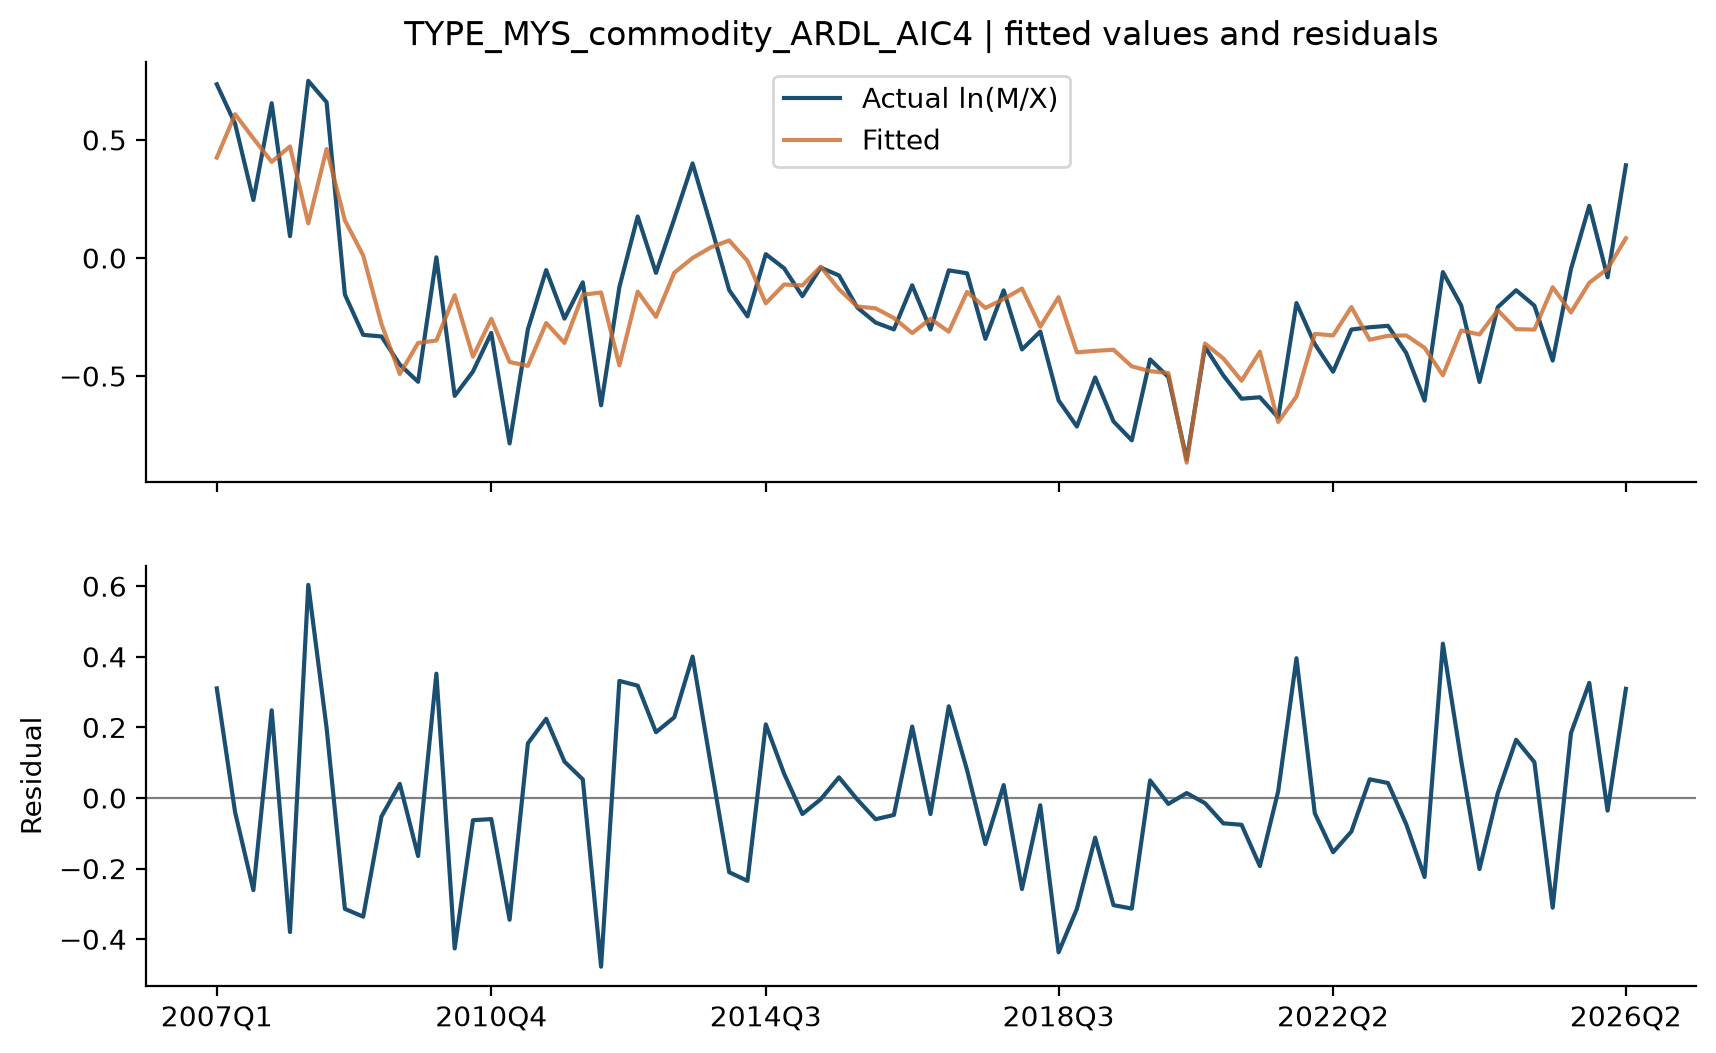 TYPE_MYS_commodity_ARDL_AIC4 | fitted values and residuals
Actual ln(M/X)
Fitted
0.5
0.0
−0.5
0.6
0.4
0.2
0.0
−0.2
−0.4
Residual
2007Q1 2010Q4 2014Q3 2018Q3 2022Q2 2026Q2